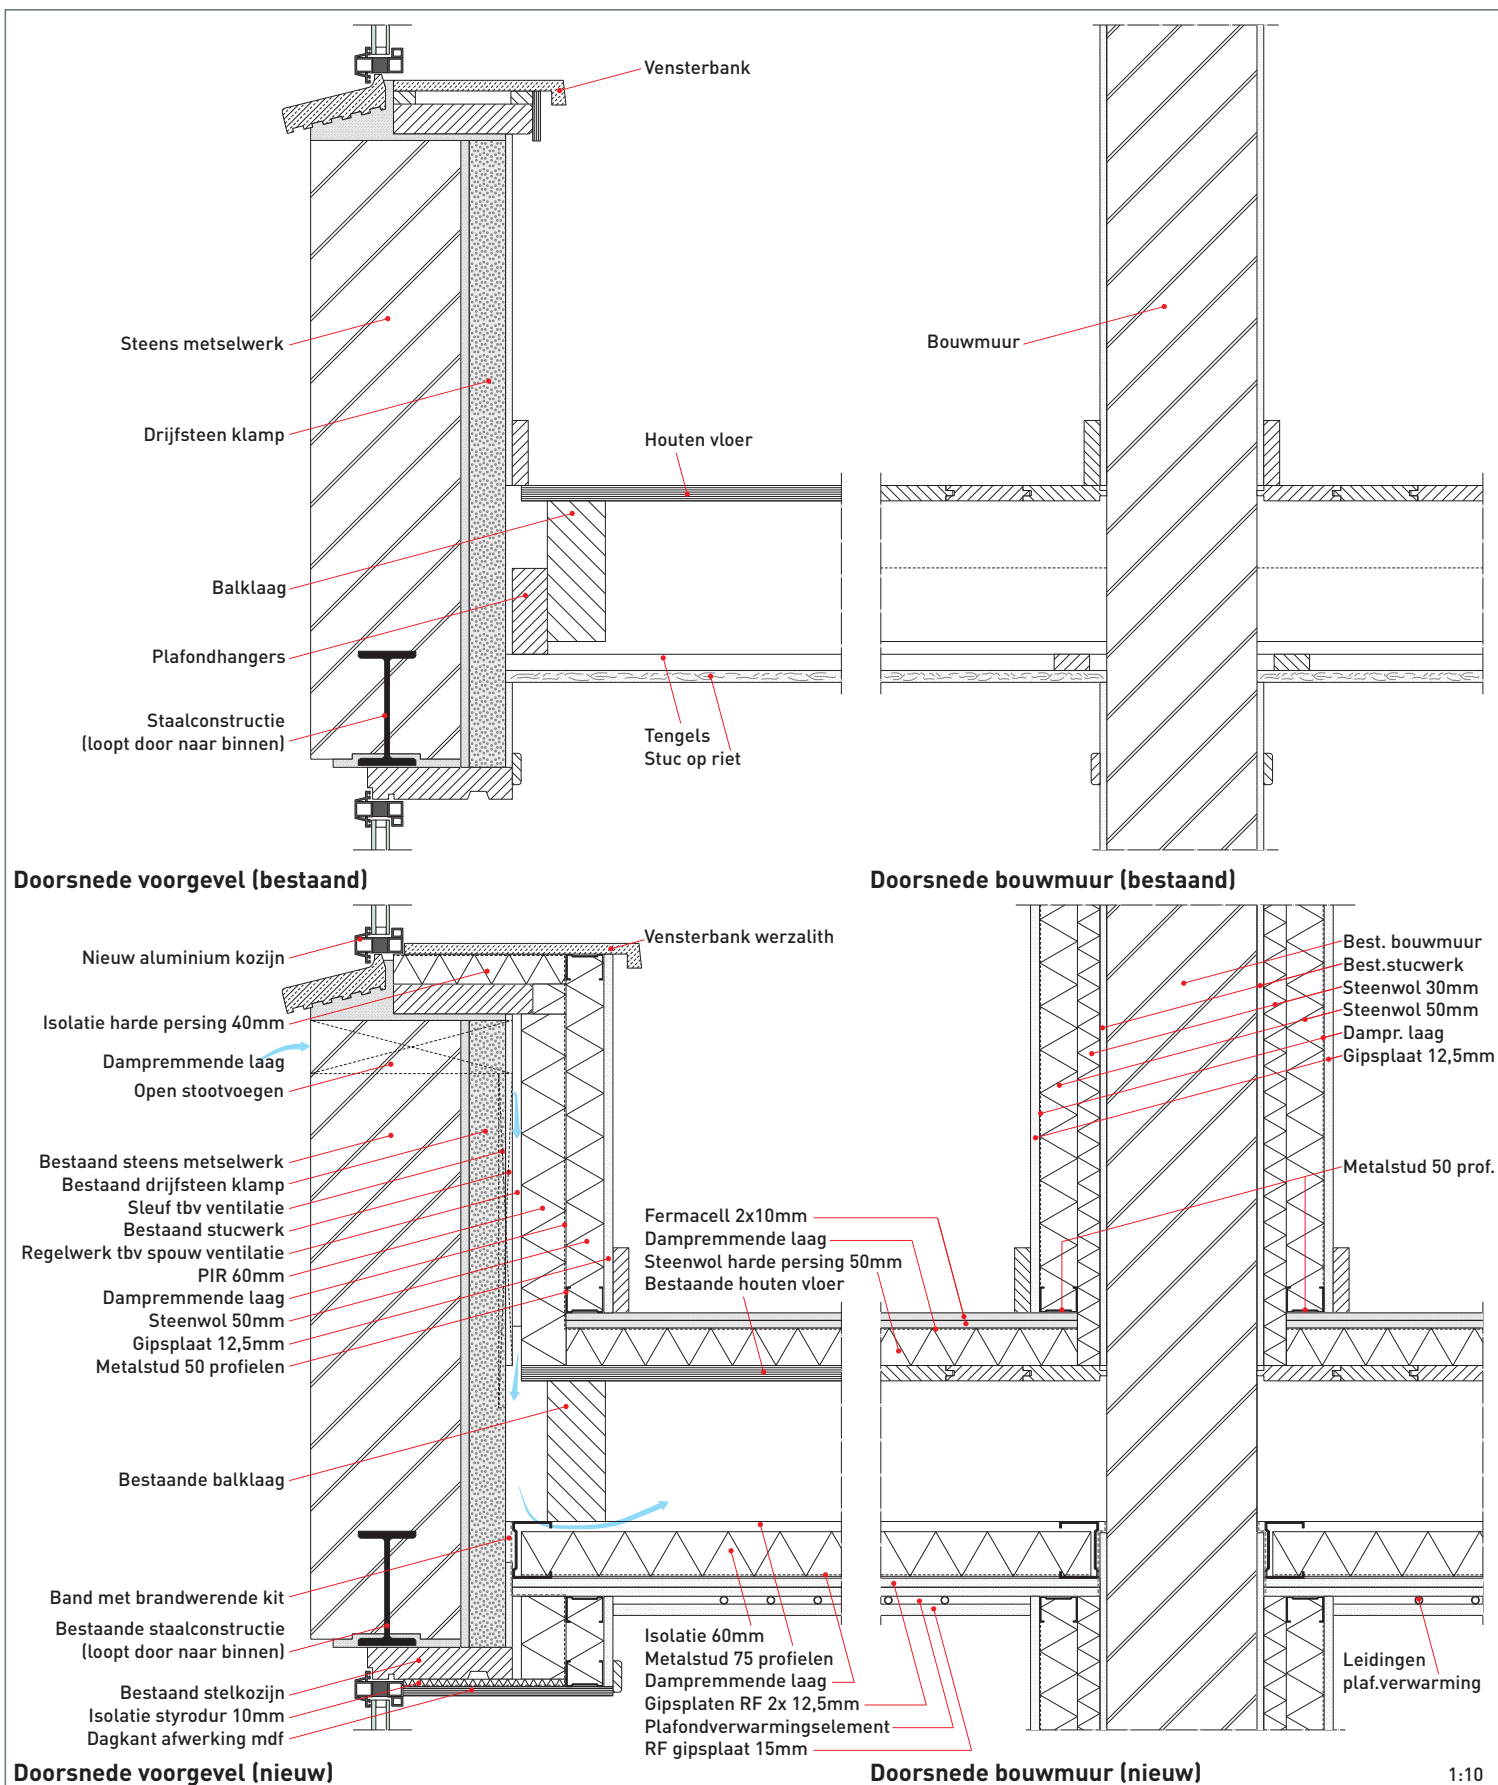 Vensterbank
Steens metselwerk
Drijfsteen klamp
Houten vloer
Balklaag
Plafondhangers
Staalconstructie
(loopt door naar binnen)
Tengels
Stuc op riet
Bouwmuur
Doorsnede voorgevel (bestaand)
Doorsnede bouwmuur (bestaand)
Nieuw aluminium kozijn
Isolatie harde persing 40mm
Dampremmende laag
Open stootvoegen
Bestaand steens metselwerk
Bestaand drijfsteen klamp
Sleuf tbv ventilatie
Bestaand stucwerk
Regelwerk tbv spouw ventilatie
PIR 60mm
Dampremmende laag
Steenwol 50mm
Gipsplaat 12,5mm
Metalstud 50 profielen
Bestaande balklaag
Band met brandwerende kit
Bestaande staalconstructie
(loopt door naar binnen)
Bestaand stelkozijn
Isolatie styrodur 10mm
Dagkant afwerking mdf
Vensterbank werzalith
Fermacell 2x10mm
Dampremmende laag
Steenwol harde persing 50mm
Bestaande houten vloer
Isolatie 60mm
Metalstud 75 profielen
Dampremmende laag
Gipsplaten RF 2x 12,5mm
Plafondverwarmingselement
RF gipsplaat 15mm
Best. bouwmuur
Best.stucwerk
Steenwol 30mm
Steenwol 50mm
Dampr. laag
Gipsplaat 12,5mm
Metalstud 50 prof.
Leidingen
plaf.verwarming
Doorsnede voorgevel (nieuw)
Doorsnede bouwmuur (nieuw)
1:10